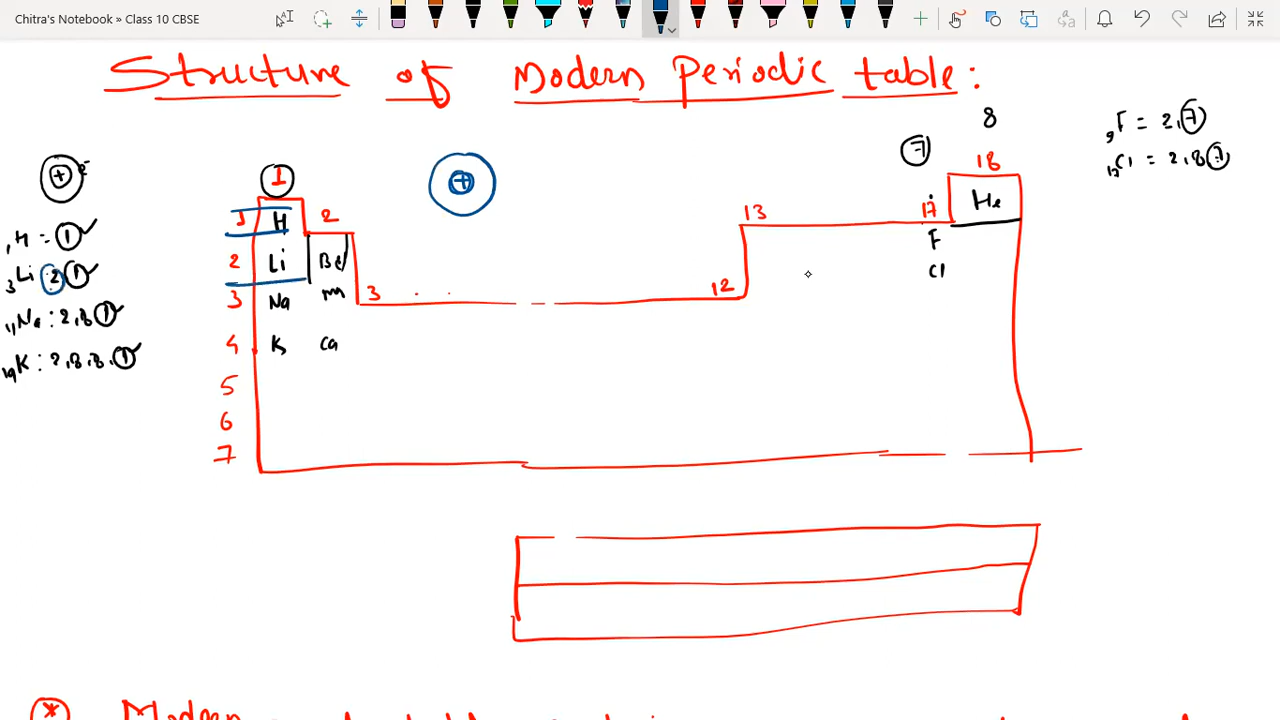 Chitra's Notebook » Class 10 CBSE
Structure of Modern Periodic table:
8
7
₉F = 2,7
₁₇Cl = 2,8,7
+ e-
1
+
18
1 H 2
13
17
He
₁H = 1
2 Li Be
F
₃Li : 2,1
Cl
3 Na
3
12
₁₁Na : 2,8,1
4 K Ca
₁₉K : 2,8,8,1
5
6
7
* Modern